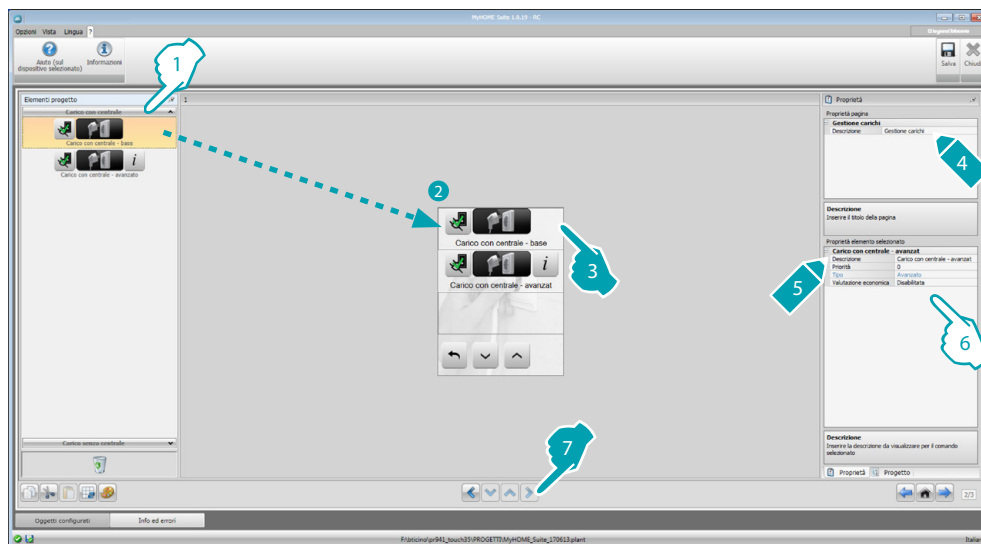 MyHOME Suite 1.0.19 - RC
Opzioni Vista Lingua ?
Aiuto (sul
dispositivo selezionato)
Informazioni
Salva Chiudi
1
Elementi progetto
Carico con centrale
Carico con centrale - base
i
Carico con centrale - avanzato
Carico senza centrale
1
2
Carico con centrale - base
3
i
Carico con centrale - avanzat
Proprietà
Proprietà pagina
Gestione carichi
Descrizione Gestione carichi
4
Descrizione
Inserire il titolo della pagina
Proprietà elemento selezionato
Carico con centrale - avanzat
Descrizione Carico con centrale - avanzat
Priorità 0
Tipo Avanzato
Valutazione economica Disabilitata
5
6
Descrizione
Inserire la descrizione da visualizzare per il comando
selezionato
Proprietà Progetto
7
2/3
Oggetti configurati Info ed errori
F:\bticino\pr941_touch35\PROGETTI\MyHOME_Suite_170613.plant